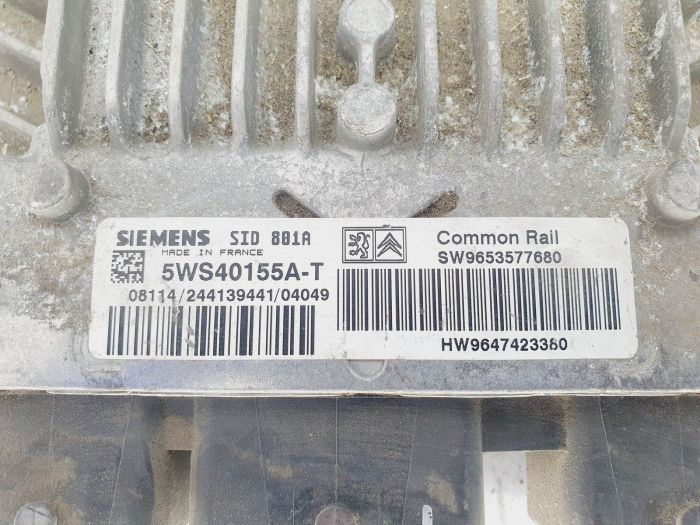 SIEMENS SID 801A
MADE IN FRANCE
5WS40155A-T
08114/244139441/04049
Common Rail
SW9653577680
HW9647423380